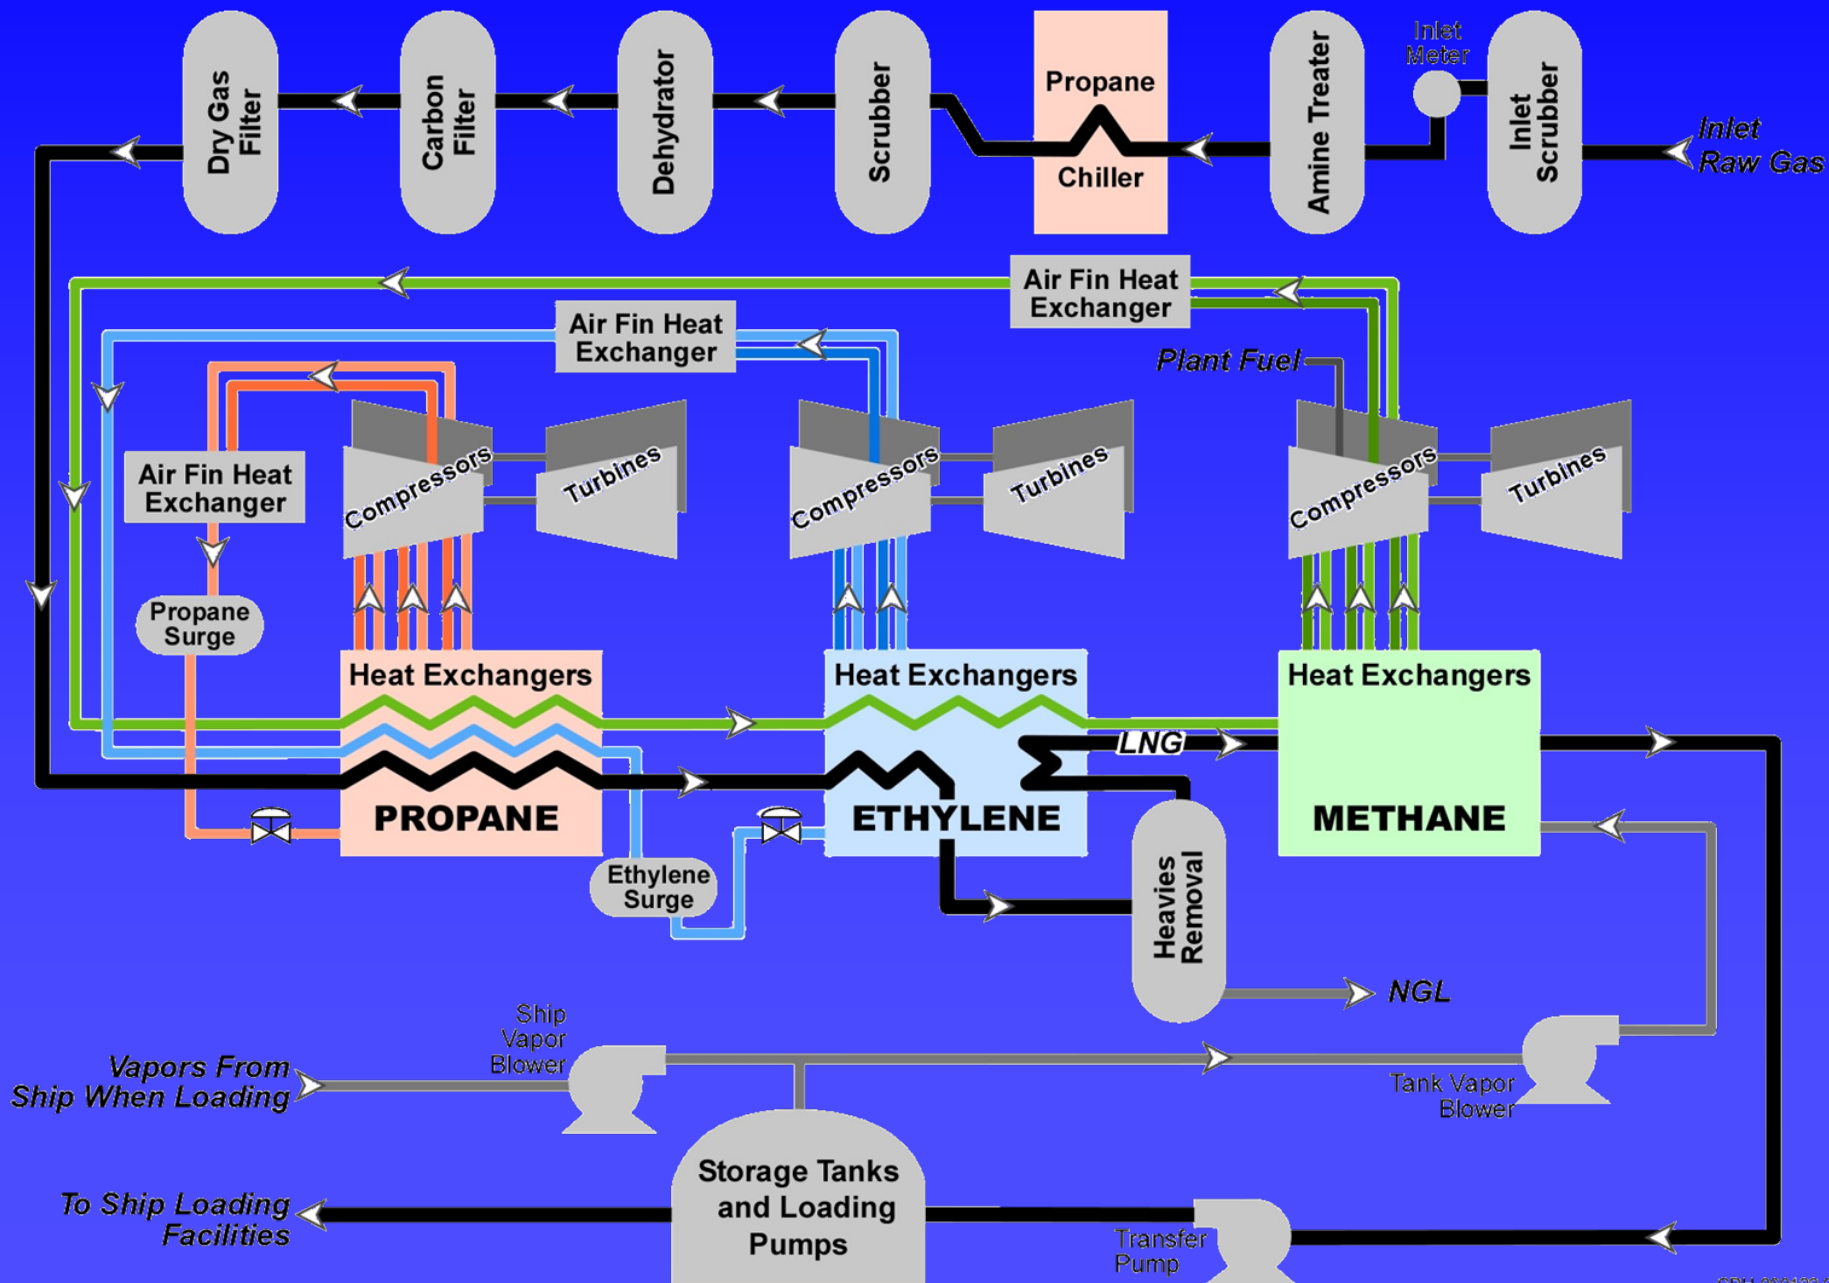 Dry Gas
Filter
Carbon
Filter
Dehydrator
Scrubber
Propane
Chiller
Amine Treater
Inlet
Meter
Inlet
Scrubber
Inlet
Raw Gas
Air Fin Heat
Exchanger
Air Fin Heat
Exchanger
Plant Fuel
Air Fin Heat
Exchanger
Compressors
Turbines
Compressors
Turbines
Compressors
Turbines
Propane
Surge
Heat Exchangers
PROPANE
Heat Exchangers
ETHYLENE
LNG
Heat Exchangers
METHANE
Ethylene
Surge
Heavies
Removal
NGL
Ship
Vapor
Blower
Vapors From
Ship When Loading
Tank Vapor
Blower
Storage Tanks
and Loading
Pumps
To Ship Loading
Facilities
Transfer
Pump